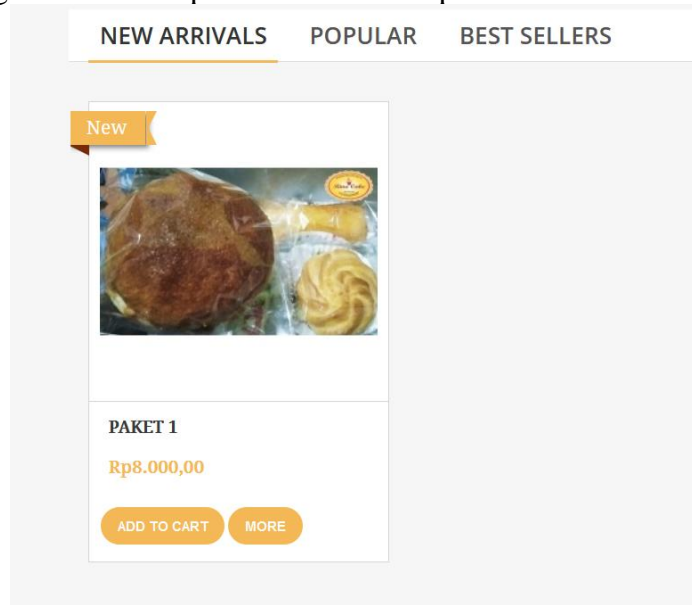 NEW ARRIVALS POPULAR BEST SELLERS
New
PAKET 1
Rp8.000,00
ADD TO CART MORE